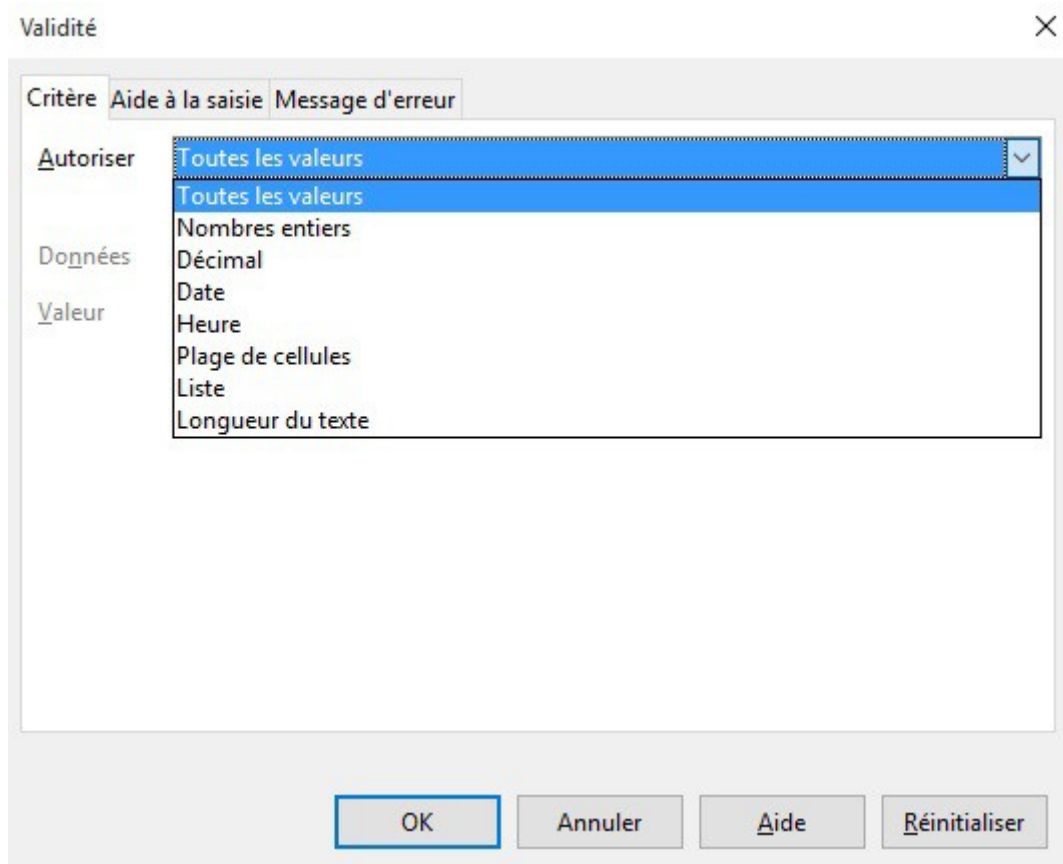 Validité
Critère Aide à la saisie Message d'erreur
Autoriser Toutes les valeurs
Toutes les valeurs
Nombres entiers
Données
Décimal
Date
Valeur
Heure
Plage de cellules
Liste
Longueur du texte
OK Annuler Aide Réinitialiser